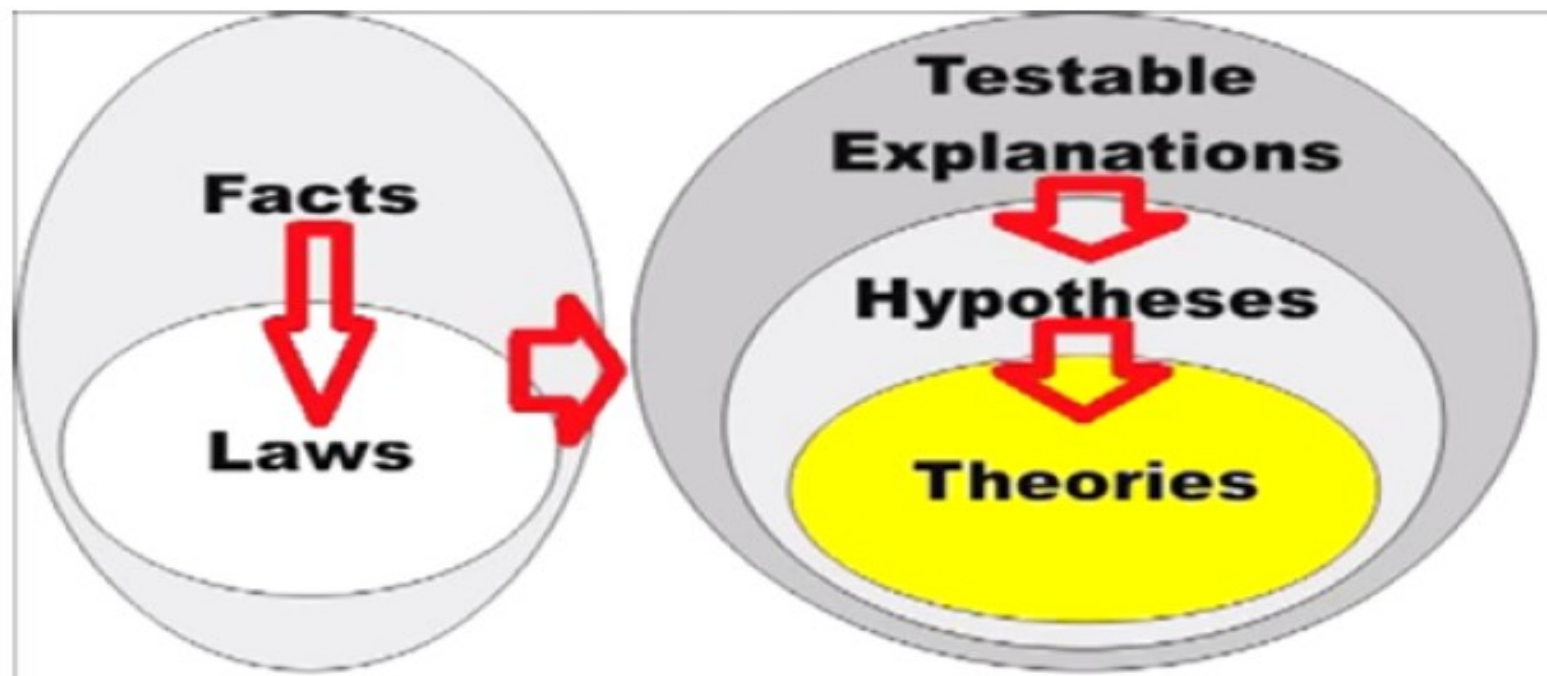 Facts
Laws
Testable
Explanations
Hypotheses
Theories